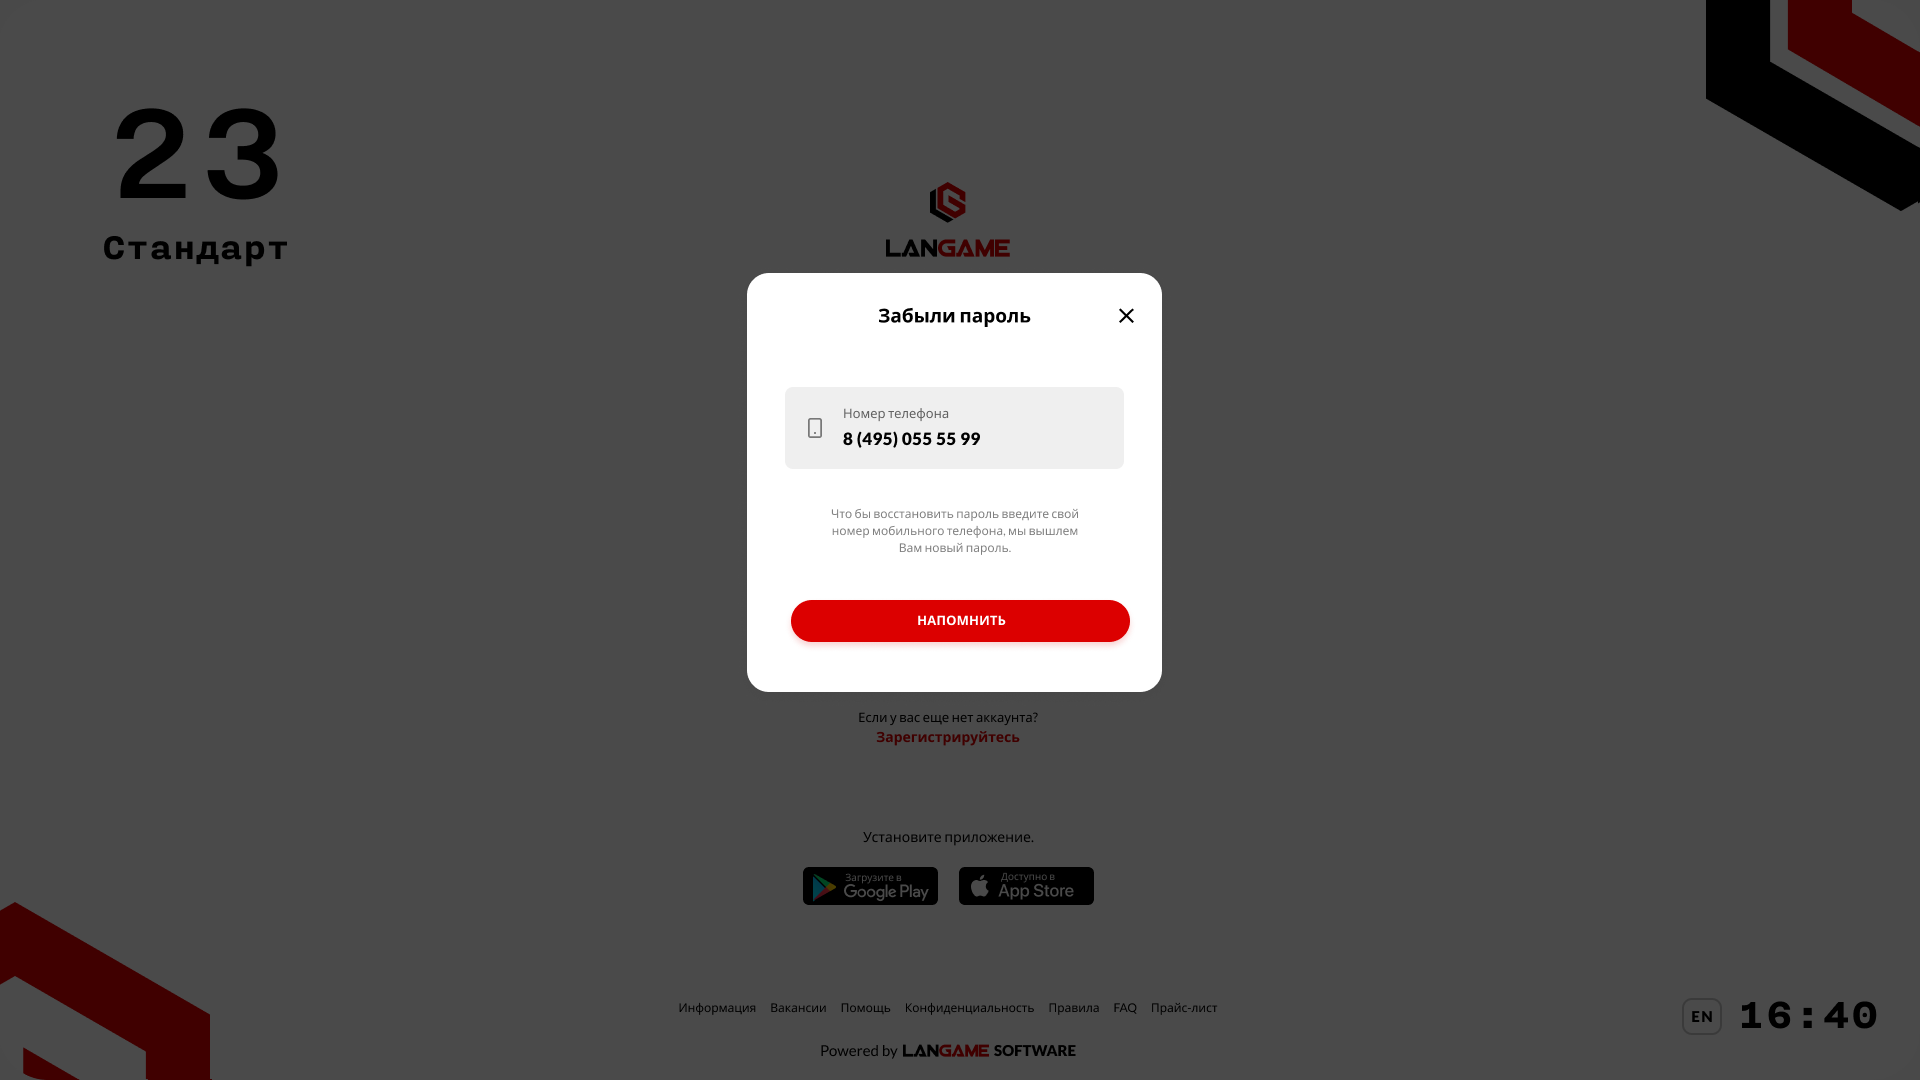 23
Стандарт
LANGAME
Забыли пароль
Номер телефона
8 (495) 055 55 99
Что бы восстановить пароль введите свой
номер мобильного телефона, мы вышлем
Вам новый пароль.
НАПОМНИТЬ
Если у вас еще нет аккаунта?
Зарегистрируйтесь
Установите приложение.
Загрузите в
Google Play
Доступно в
App Store
Информация Вакансии Помощь Конфиденциальность Правила FAQ Прайс-лист
Powered by LANGAME SOFTWARE
EN 16:40